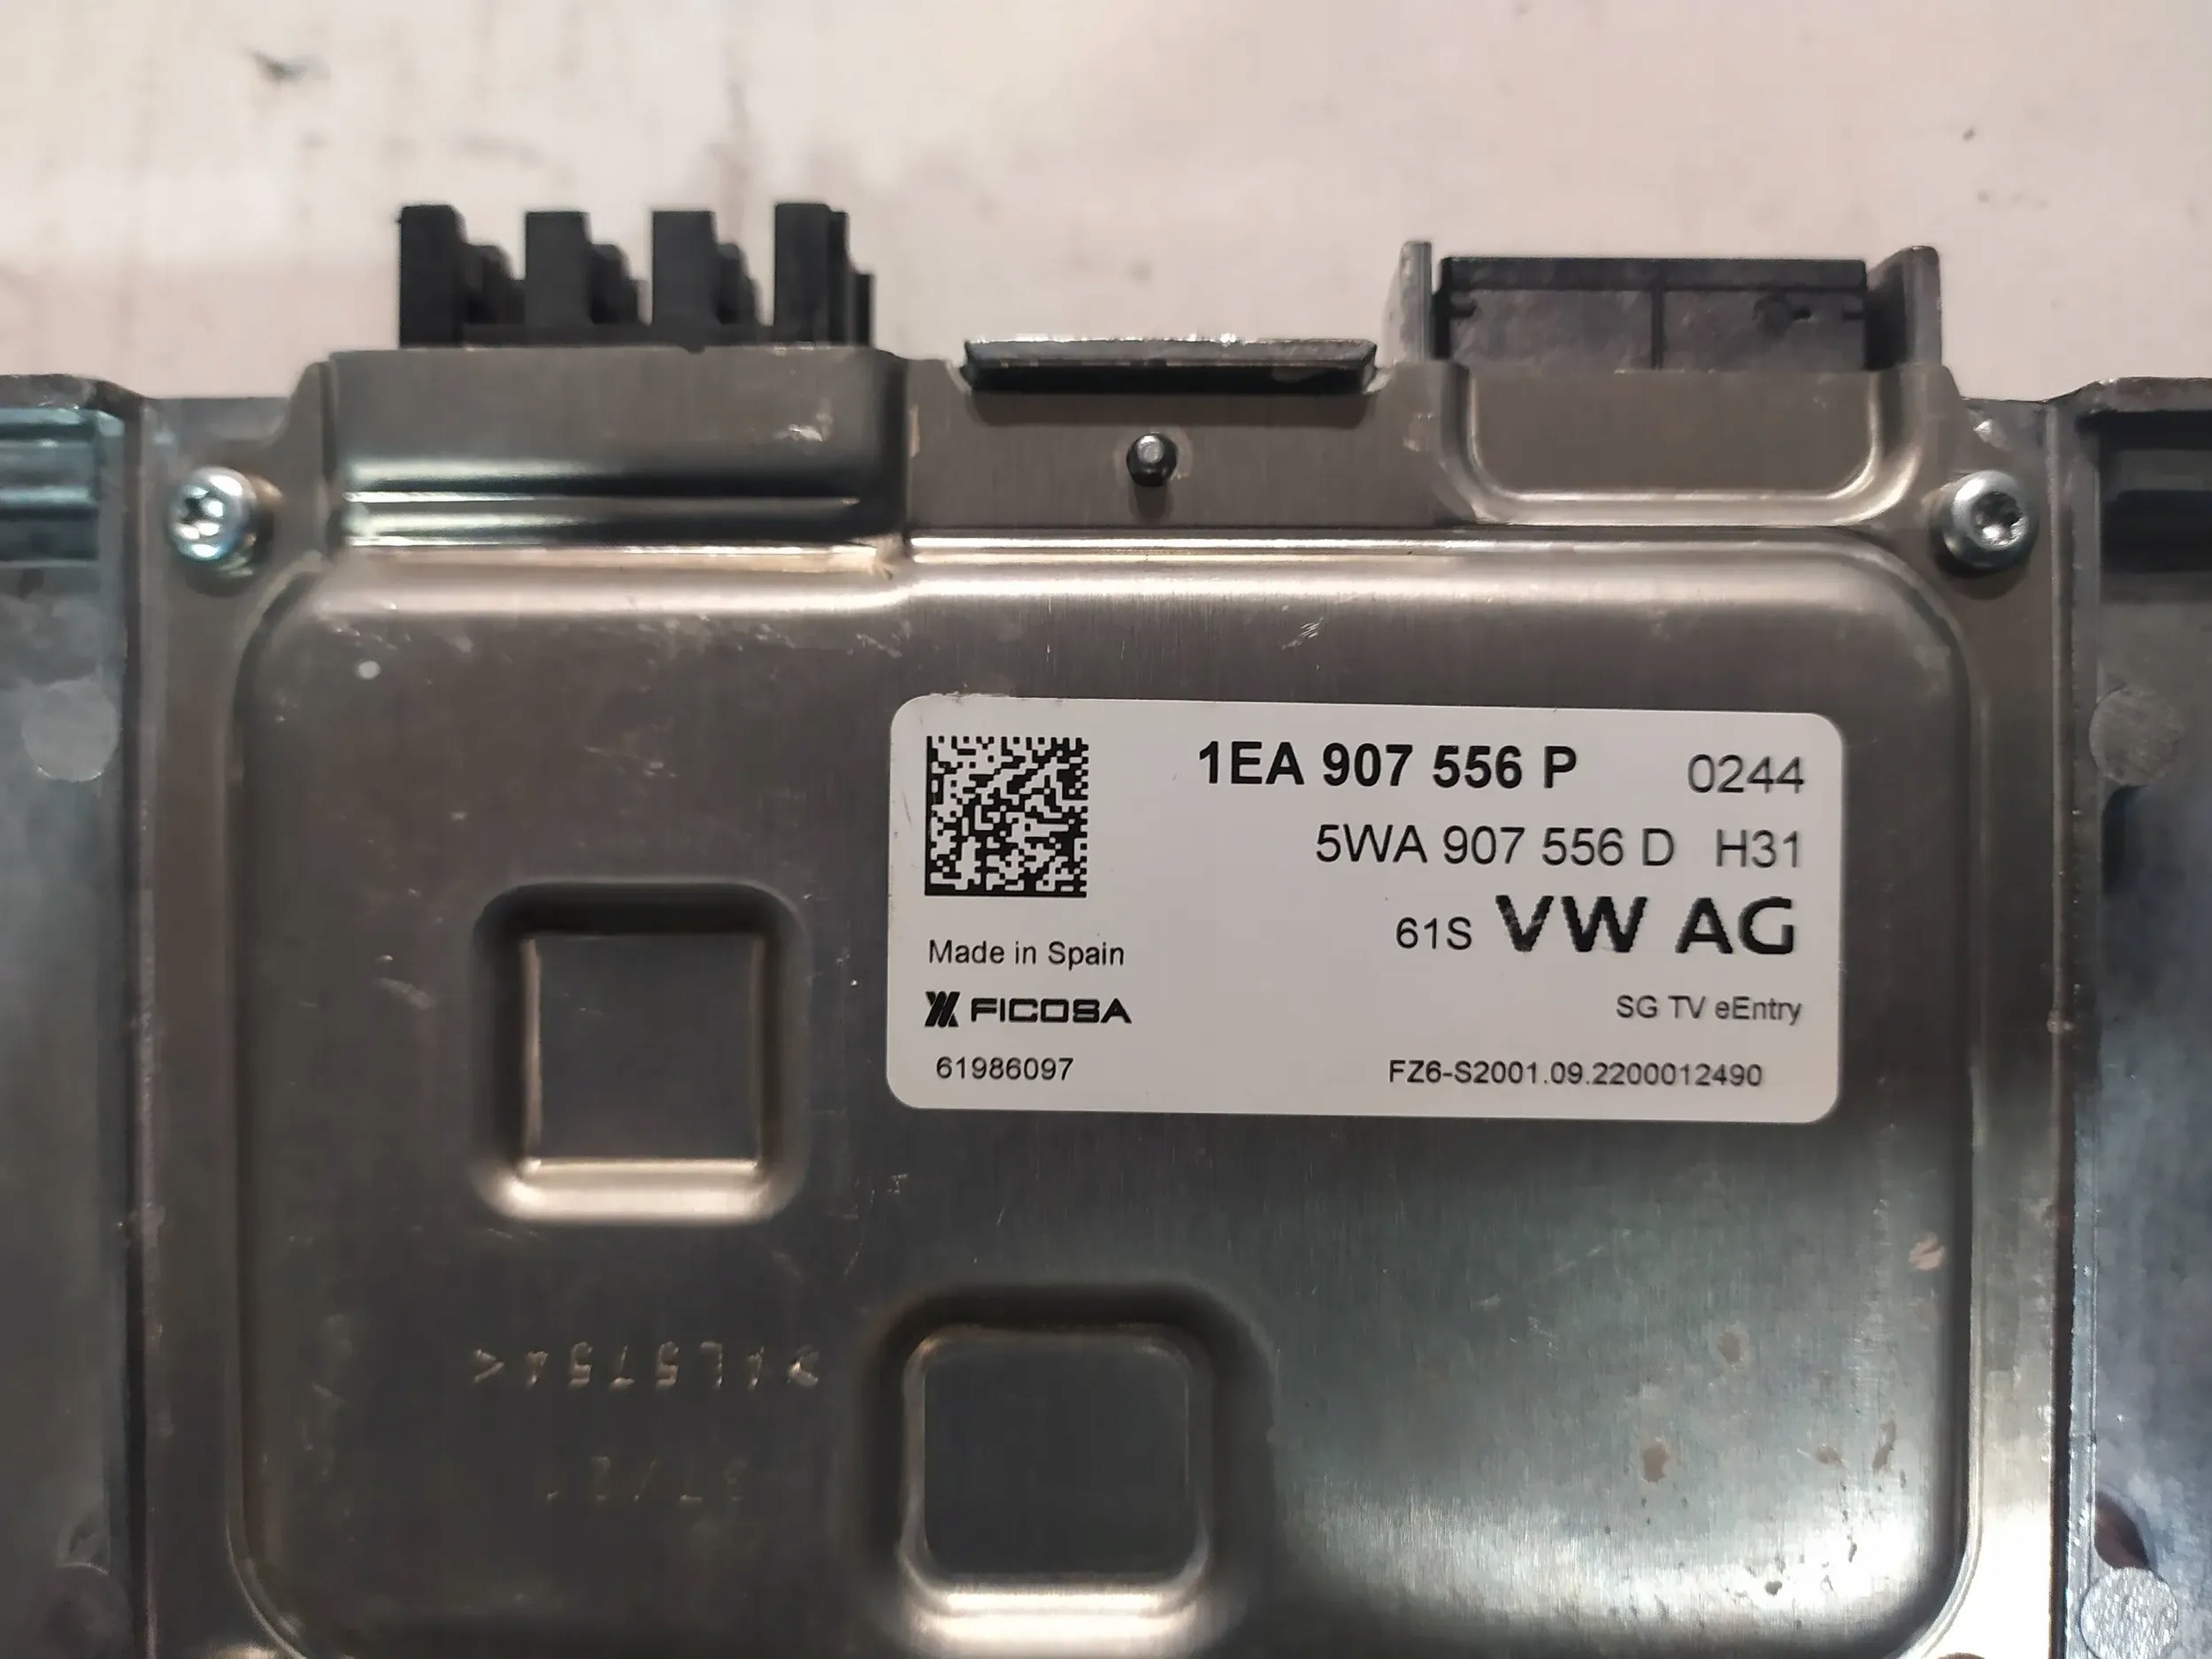 1EA 907 556 P 0244
5WA 907 556 D H31
61S VW AG
Made in Spain
FICOSA
SG TV eEntry
61986097
FZ6-S2001.09.2200012490